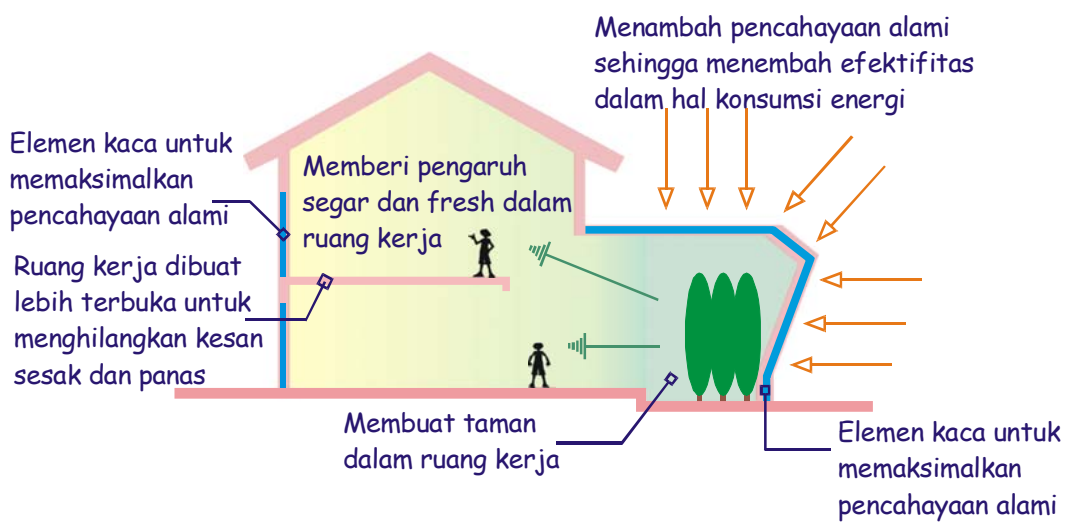 Menambah pencahayaan alami
sehingga menembah efektifitas
dalam hal konsumsi energi
Elemen kaca untuk
memaksimalkan
pencahayaan alami
Memberi pengaruh
segar dan fresh dalam
ruang kerja
Ruang kerja dibuat
lebih terbuka untuk
menghilangkan kesan
sesak dan panas
Membuat taman
dalam ruang kerja
Elemen kaca untuk
memaksimalkan
pencahayaan alami